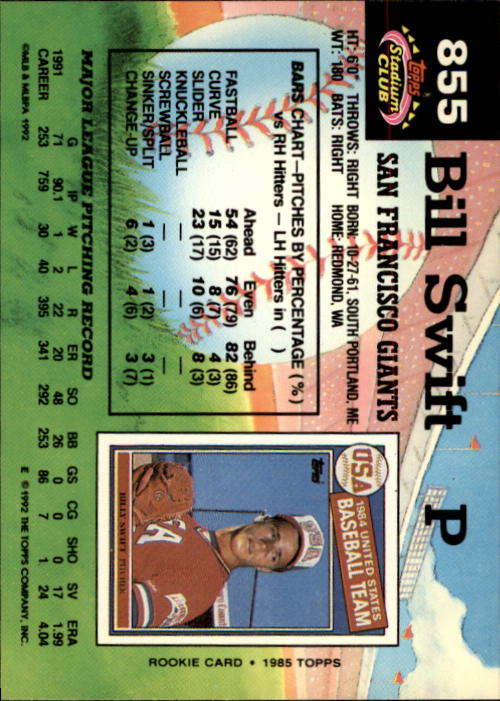 855
Bill Swift P
topps
Stadium
CLUB
SAN FRANCISCO GIANTS
HT: 6'0" THROWS: RIGHT BORN: 10-27-61, SOUTH PORTLAND, ME
WT: 180 BATS: RIGHT HOME: REDMOND, WA
BARS CHART—PITCHES BY PERCENTAGE (%)
vs RH Hitters — LH Hitters in ( )
Ahead Even Behind
FASTBALL 54 (62) 76 (79) 82 (86)
CURVE 15 (15) 8 (7) 4 (3)
SLIDER 23 (17) 10 (6) 8 (3)
KNUCKLEBALL — — —
SCREWBALL — — —
SINKER/SPLIT 1 (3) 1 (2) 3 (1)
CHANGE-UP 6 (2) 4 (6) 3 (7)
Topps
USA
1984 UNITED STATES
BASEBALL TEAM
BILLY SWIFT PITCHER
ROOKIE CARD • 1985 TOPPS
MAJOR LEAGUE PITCHING RECORD
G IP W L R ER SO BB GS CG SHO SV ERA
1991 71 90.1 1 2 22 20 48 26 0 0 0 17 1.99
CAREER 253 759 30 40 395 341 292 253 86 7 1 24 4.04
©MLB & MLBPA 1992
E ©1992 THE TOPPS COMPANY, INC.